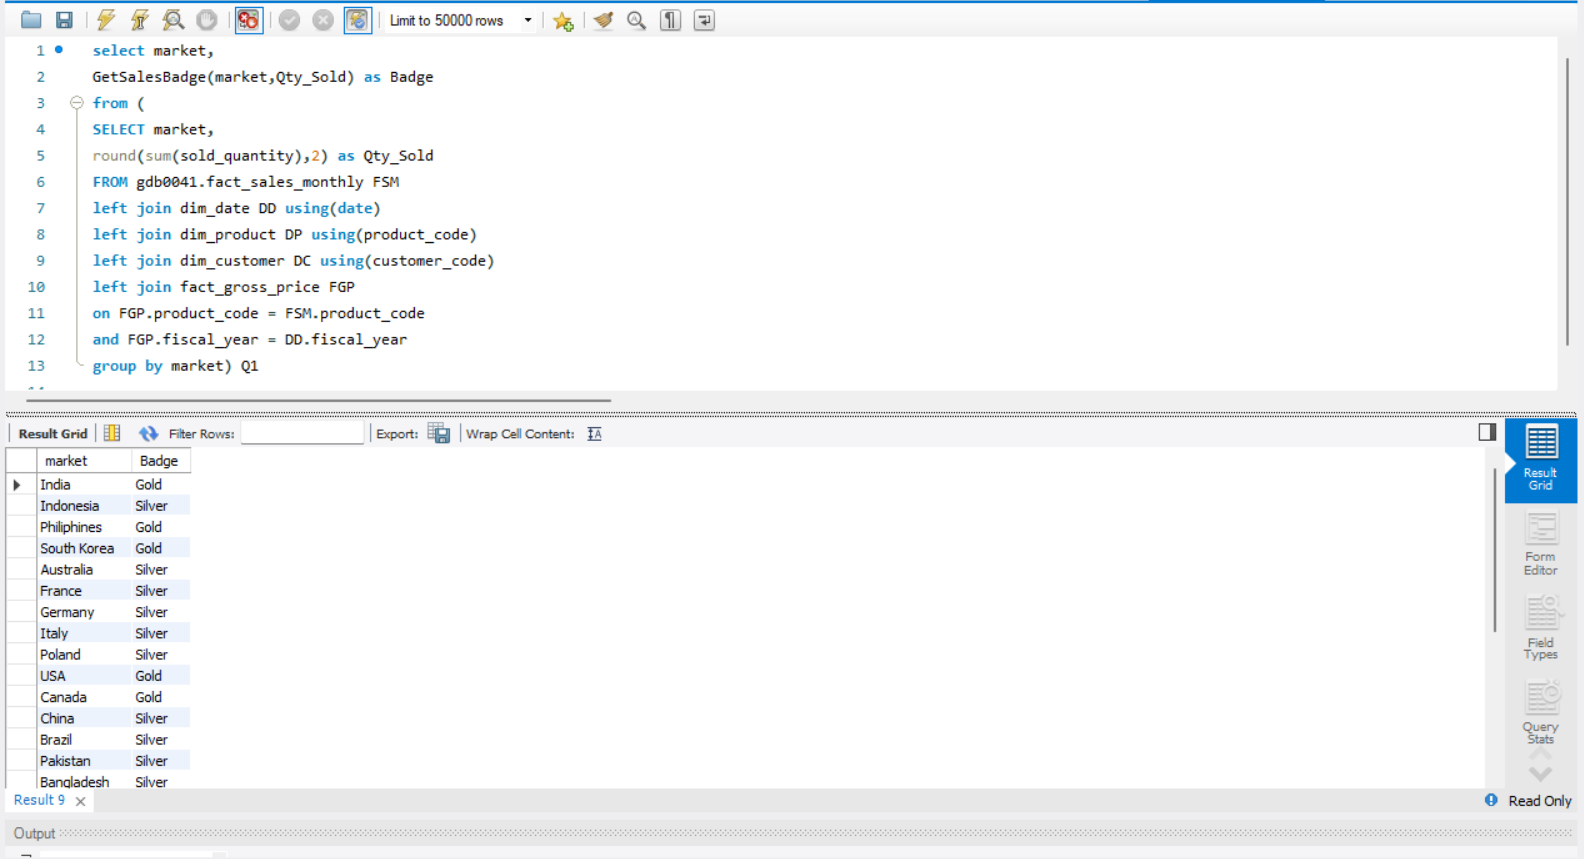 Limit to 50000 rows
1 select market,
2 GetSalesBadge(market,Qty_Sold) as Badge
3 from (
4 SELECT market,
5 round(sum(sold_quantity),2) as Qty_Sold
6 FROM gdb0041.fact_sales_monthly FSM
7 left join dim_date DD using(date)
8 left join dim_product DP using(product_code)
9 left join dim_customer DC using(customer_code)
10 left join fact_gross_price FGP
11 on FGP.product_code = FSM.product_code
12 and FGP.fiscal_year = DD.fiscal_year
13 group by market) Q1
Result Grid Filter Rows: Export: Wrap Cell Content:
market Badge
India Gold
Indonesia Silver
Philiphines Gold
South Korea Gold
Australia Silver
France Silver
Germany Silver
Italy Silver
Poland Silver
USA Gold
Canada Gold
China Silver
Brazil Silver
Pakistan Silver
Bangladesh Silver
Result
Grid
Form
Editor
Field
Types
Query
Stats
Result 9
Read Only
Output